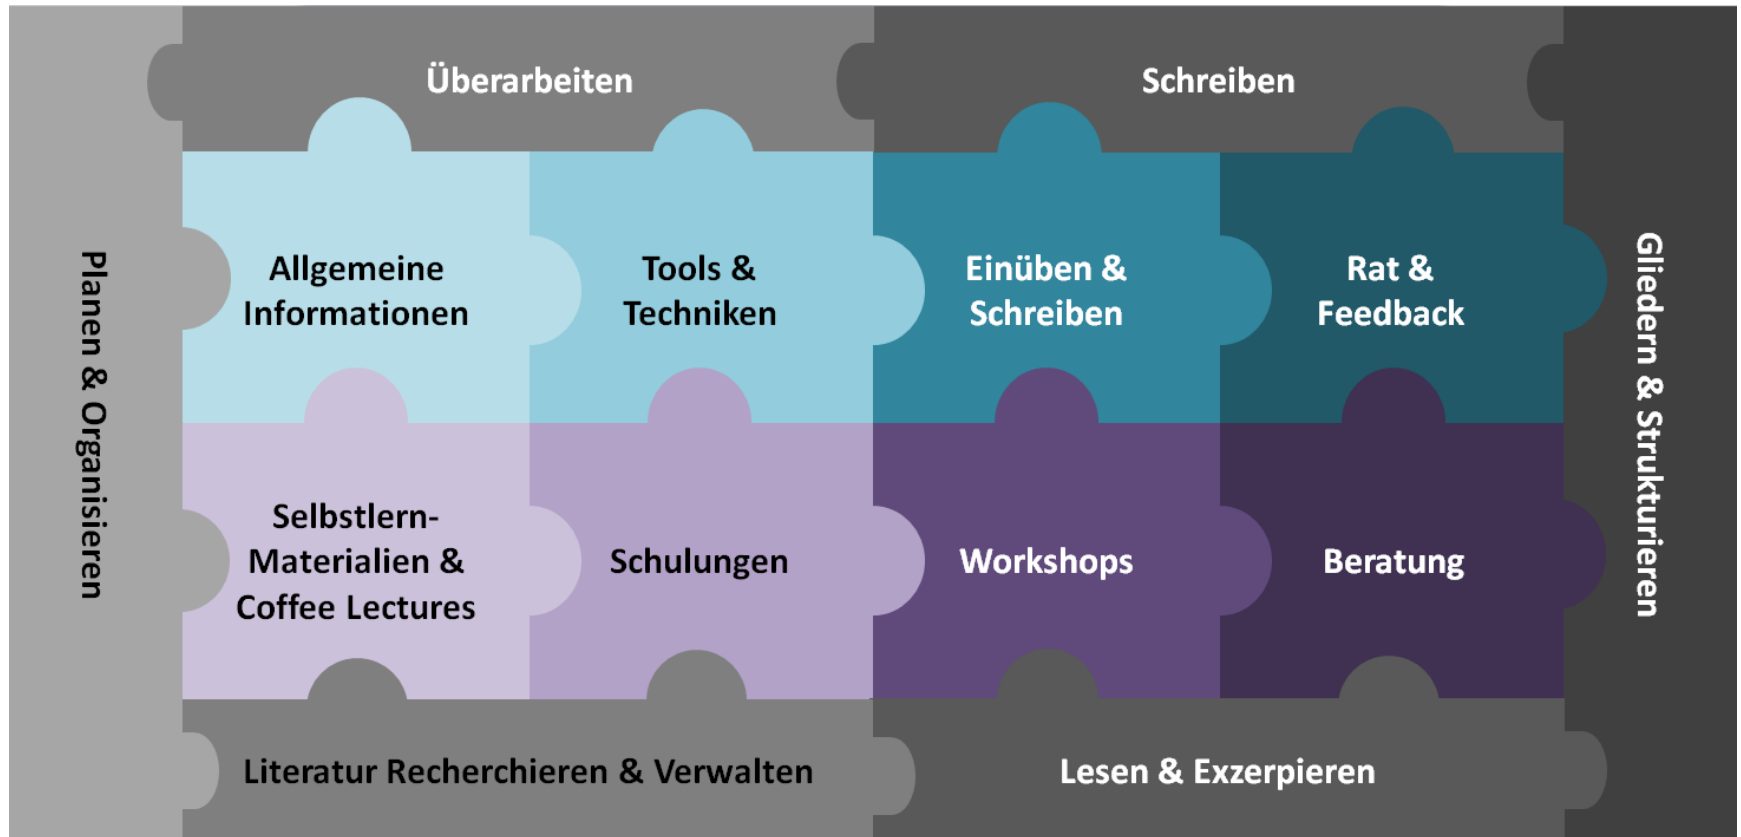 Überarbeiten
Schreiben
Planen & Organisieren
Allgemeine
Informationen
Tools &
Techniken
Einüben &
Schreiben
Rat &
Feedback
Gliedern & Strukturieren
Selbstlern-
Materialien &
Coffee Lectures
Schulungen
Workshops
Beratung
Literatur Recherchieren & Verwalten
Lesen & Exzerpieren